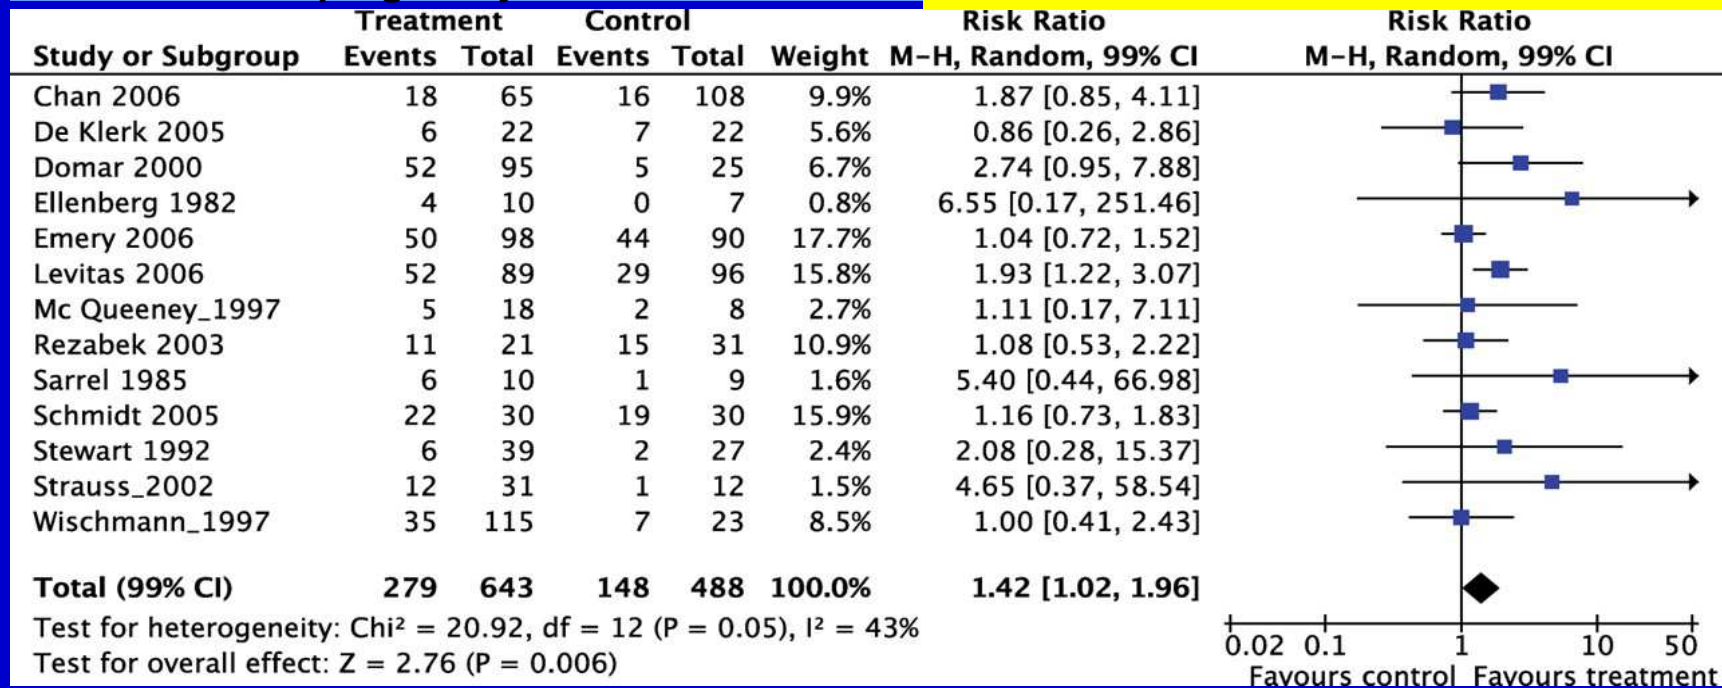 Treatment Control Risk Ratio Risk Ratio
Study or Subgroup Events Total Events Total Weight M-H, Random, 99% CI M-H, Random, 99% CI
Chan 2006 18 65 16 108 9.9% 1.87 [0.85, 4.11]
De Klerk 2005 6 22 7 22 5.6% 0.86 [0.26, 2.86]
Domar 2000 52 95 5 25 6.7% 2.74 [0.95, 7.88]
Ellenberg 1982 4 10 0 7 0.8% 6.55 [0.17, 251.46]
Emery 2006 50 98 44 90 17.7% 1.04 [0.72, 1.52]
Levitas 2006 52 89 29 96 15.8% 1.93 [1.22, 3.07]
Mc Queeney_1997 5 18 2 8 2.7% 1.11 [0.17, 7.11]
Rezabek 2003 11 21 15 31 10.9% 1.08 [0.53, 2.22]
Sarrel 1985 6 10 1 9 1.6% 5.40 [0.44, 66.98]
Schmidt 2005 22 30 19 30 15.9% 1.16 [0.73, 1.83]
Stewart 1992 6 39 2 27 2.4% 2.08 [0.28, 15.37]
Strauss_2002 12 31 1 12 1.5% 4.65 [0.37, 58.54]
Wischmann_1997 35 115 7 23 8.5% 1.00 [0.41, 2.43]
Total (99% CI) 279 643 148 488 100.0% 1.42 [1.02, 1.96]
Test for heterogeneity: Chi² = 20.92, df = 12 (P = 0.05), I² = 43%
Test for overall effect: Z = 2.76 (P = 0.006)
0.02 0.1 1 10 50
Favours control Favours treatment